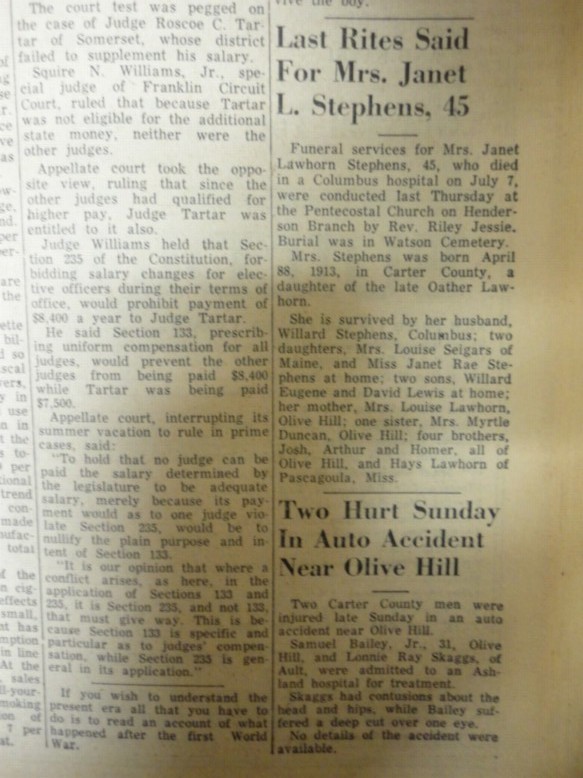 The court test was pegged on
the case of Judge Roscoe C. Tar-
tar of Somerset, whose district
failed to supplement his salary.
Squire N. Williams, Jr., spe-
cial judge of Franklin Circuit
Court, ruled that because Tartar
was not eligible for the additional
state money, neither were the
other judges.
Appellate court took the oppo-
site view, ruling that since the
other judges had qualified for
higher pay, Judge Tartar was
entitled to it also.
Judge Williams held that Sec-
tion 235 of the Constitution, for-
bidding salary changes for elec-
tive officers during their terms of
office, would prohibit payment of
$8,400 a year to Judge Tartar.
He said Section 133, prescrib-
ing uniform compensation for all
judges, would prevent the other
judges from being paid $8,400
while Tartar was being paid
$7,500.
Appellate court, interrupting its
summer vacation to rule in prime
cases, said:
"To hold that no judge can be
paid the salary determined by
the legislature to be adequate
salary, merely because its pay-
ment would as to one judge vio-
late Section 235, would be to
nullify the plain purpose and in-
tent of Section 133.
"It is our opinion that where a
conflict arises, as here, in the
application of Sections 133 and
235, it is Section 235, and not 133,
that must give way. This is be-
cause Section 133 is specific and
particular as to judges' compen-
sation, while Section 235 is gen-
eral in its application."
If you wish to understand the
present era all that you have to
do is to read an account of what
happened after the first World
War.
the boy.
Last Rites Said
For Mrs. Janet
L. Stephens, 45
Funeral services for Mrs. Janet
Lawhorn Stephens, 45, who died
in a Columbus hospital on July 7,
were conducted last Thursday at
the Pentecostal Church on Hender-
son Branch by Rev. Riley Jessie.
Burial was in Watson Cemetery.
Mrs. Stephens was born April
88, 1913, in Carter County, a
daughter of the late Oather Law-
horn.
She is survived by her husband,
Willard Stephens, Columbus; two
daughters, Mrs. Louise Seigars of
Maine, and Miss Janet Rae Ste-
phens at home; two sons, Willard
Eugene and David Lewis at home;
her mother, Mrs. Louise Lawhorn,
Olive Hill; one sister, Mrs. Myrtle
Duncan, Olive Hill; four brothers,
Josh, Arthur and Homer, all of
Olive Hill, and Hays Lawhorn of
Pascagoula, Miss.
Two Hurt Sunday
In Auto Accident
Near Olive Hill
Two Carter County men were
injured late Sunday in an auto
accident near Olive Hill.
Samuel Bailey, Jr., 31, Olive
Hill, and Lonnie Ray Skaggs, of
Ault, were admitted to an Ash-
land hospital for treatment.
Skaggs had contusions about the
head and hips, while Bailey suf-
fered a deep cut over one eye.
No details of the accident were
available.